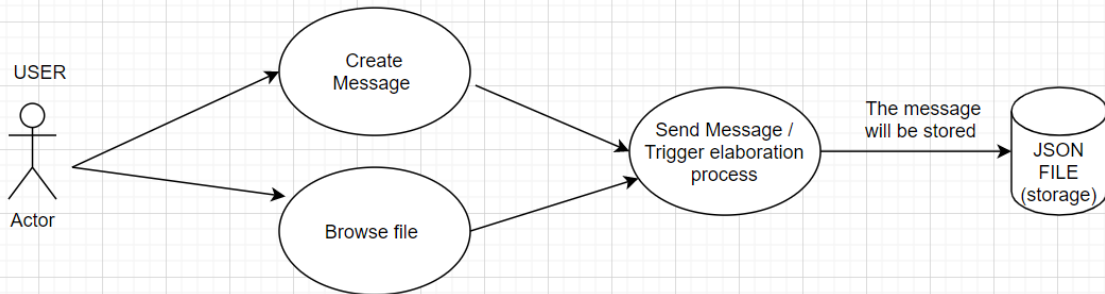 USER
Actor
Create
Message
Browse file
Send Message /
Trigger elaboration
process
The message
will be stored
JSON
FILE
(storage)